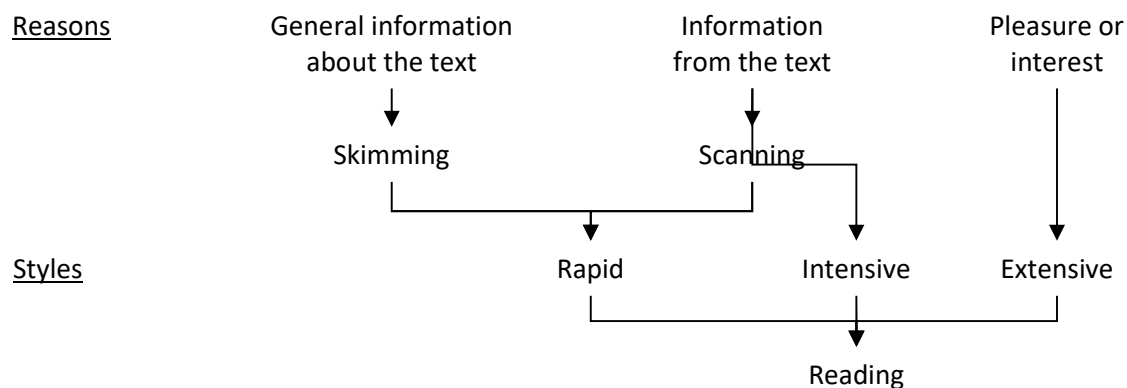 Reasons
General information
about the text
Information
from the text
Pleasure or
interest
Skimming
Scanning
Styles
Rapid
Intensive
Extensive
Reading